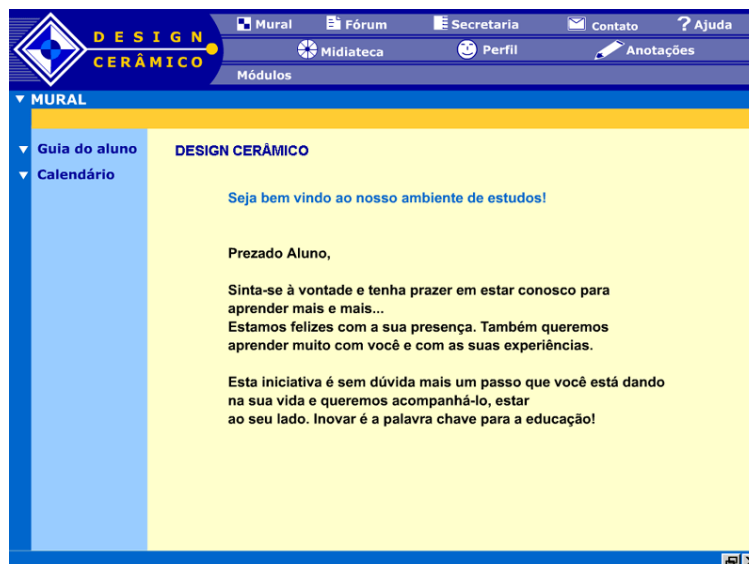 DESIGN
CERÂMICO
Mural Fórum Secretaria Contato ? Ajuda
Midiateca Perfil Anotações
Módulos
MURAL
Guia do aluno
Calendário
DESIGN CERÂMICO
Seja bem vindo ao nosso ambiente de estudos!
Prezado Aluno,
Sinta-se à vontade e tenha prazer em estar conosco para
aprender mais e mais...
Estamos felizes com a sua presença. Também queremos
aprender muito com você e com as suas experiências.
Esta iniciativa é sem dúvida mais um passo que você está dando
na sua vida e queremos acompanhá-lo, estar
ao seu lado. Inovar é a palavra chave para a educação!